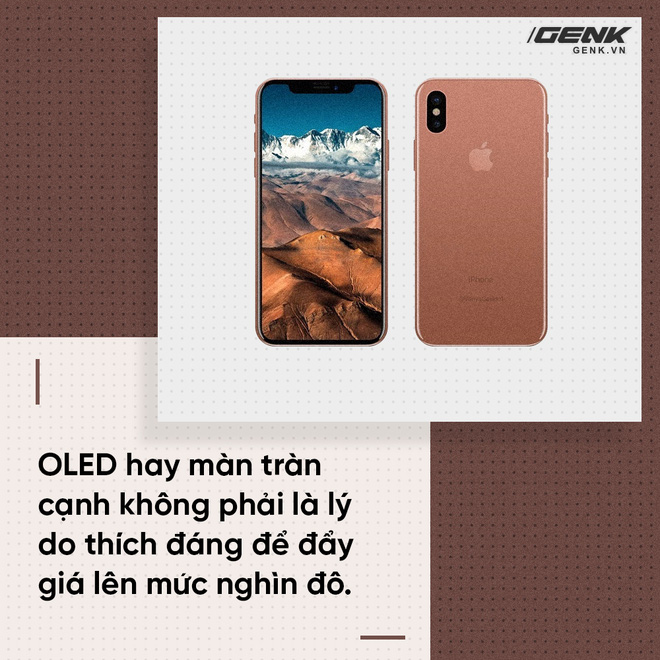 /GENK
GENK.VN
iPhone
OLED hay màn tràn
cạnh không phải là lý
do thích đáng để đẩy
giá lên mức nghìn đô.